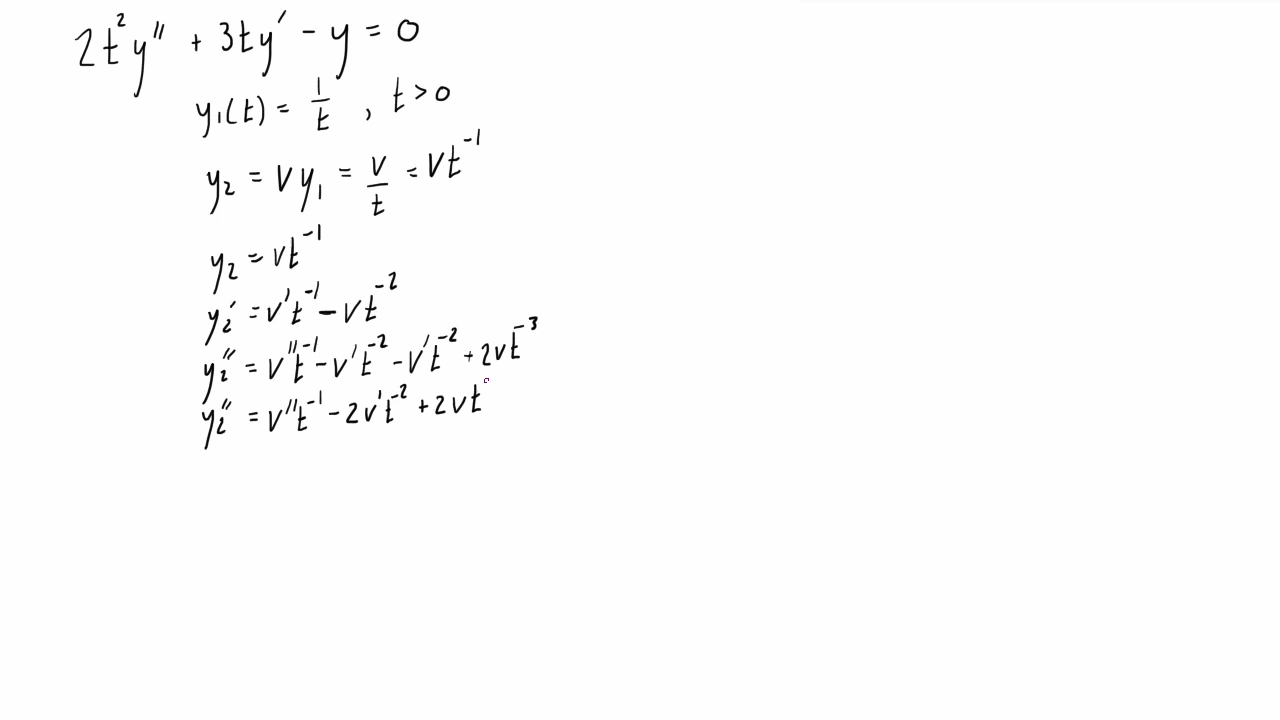 2t²y'' + 3ty' - y = 0
y₁(t) = 1/t , t > 0
y₂ = Vy₁ = v/t = Vt⁻¹
y₂ = vt⁻¹
y₂' = v't⁻¹ - vt⁻²
y₂'' = v''t⁻¹ - v't⁻² - v't⁻² + 2vt⁻³
y₂'' = v''t⁻¹ - 2v't⁻² + 2vt